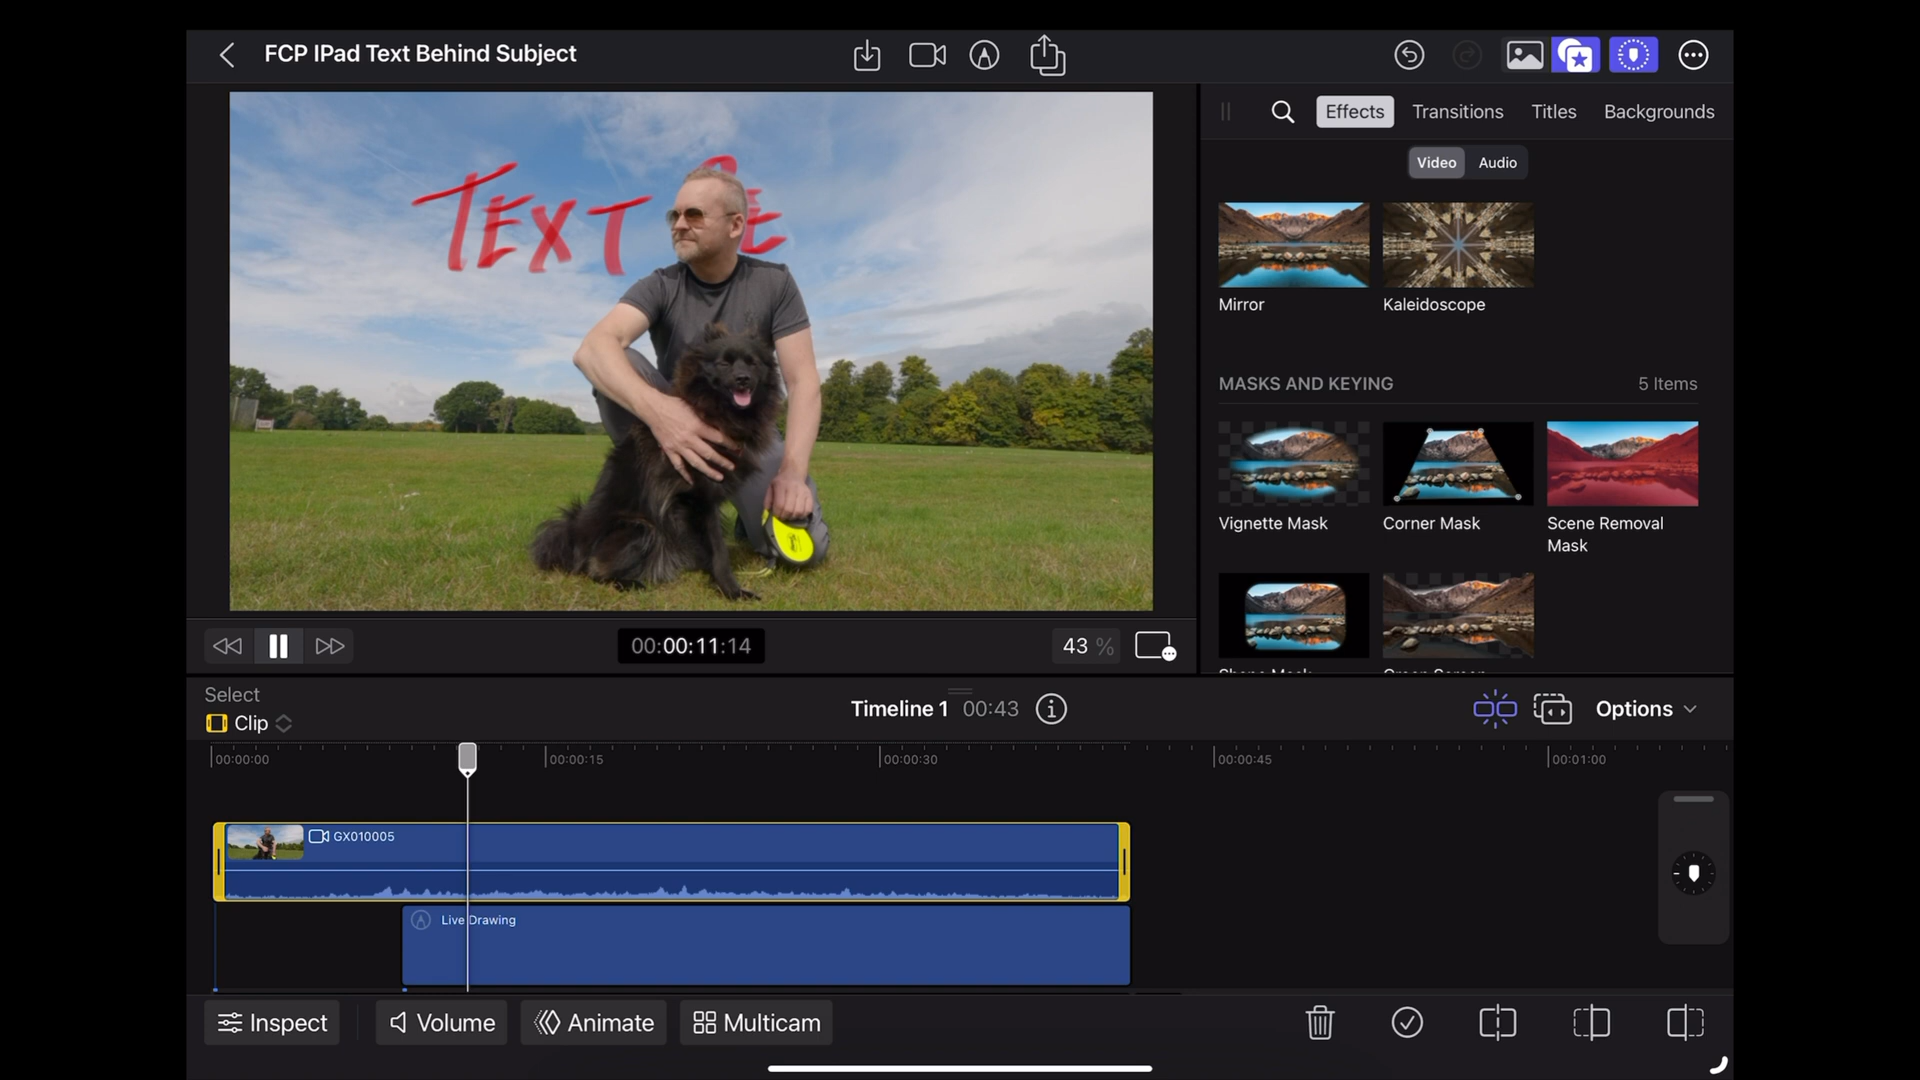 FCP IPad Text Behind Subject
Effects Transitions Titles Backgrounds
Video Audio
TEXT BE
Mirror Kaleidoscope
MASKS AND KEYING 5 Items
Vignette Mask Corner Mask Scene Removal
Mask
00:00:11:14
43 %
Select
Clip
Timeline 1 00:43
Options
00:00:00 00:00:15 00:00:30 00:00:45 00:01:00
GX010005
Live Drawing
Inspect Volume Animate Multicam